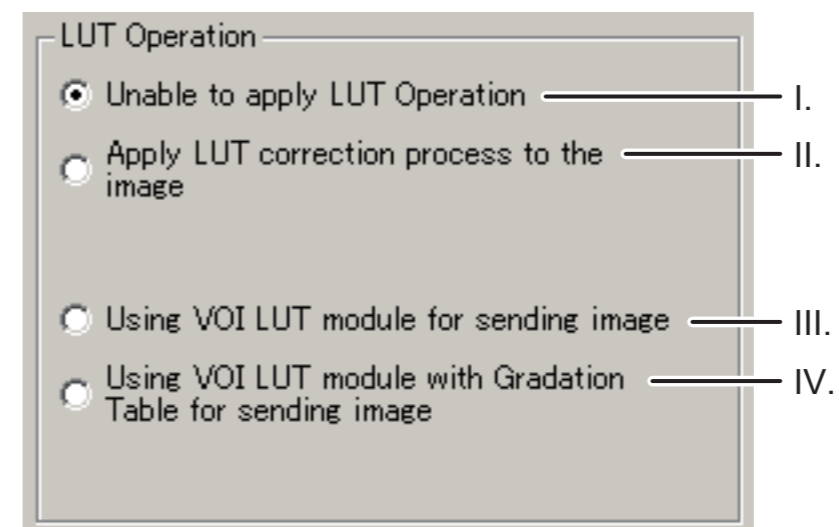 LUT Operation
Unable to apply LUT Operation
I.
Apply LUT correction process to the
image
II.
Using VOI LUT module for sending image
III.
Using VOI LUT module with Gradation
Table for sending image
IV.